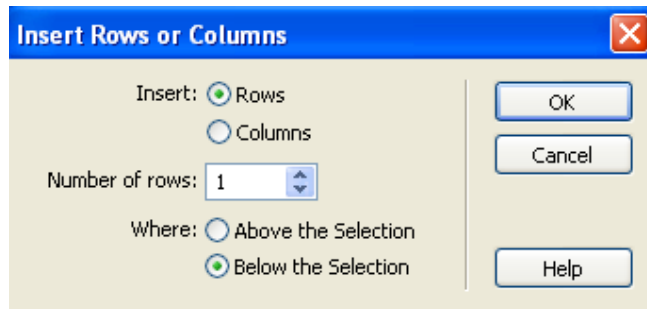 Insert Rows or Columns
Insert: Rows
Columns
Number of rows: 1
Where: Above the Selection
Below the Selection
OK
Cancel
Help